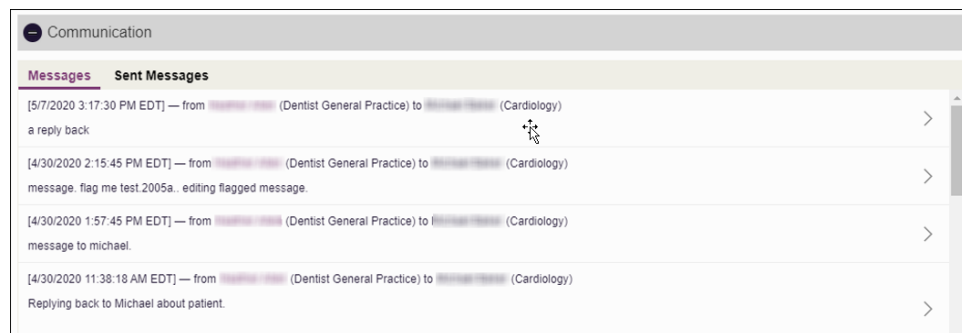 Communication
Messages Sent Messages
[5/7/2020 3:17:30 PM EDT] — from (Dentist General Practice) to (Cardiology)
a reply back
[4/30/2020 2:15:45 PM EDT] — from (Dentist General Practice) to (Cardiology)
message. flag me test.2005a.. editing flagged message.
[4/30/2020 1:57:45 PM EDT] — from (Dentist General Practice) to (Cardiology)
message to michael.
[4/30/2020 11:38:18 AM EDT] — from (Dentist General Practice) to (Cardiology)
Replying back to Michael about patient.